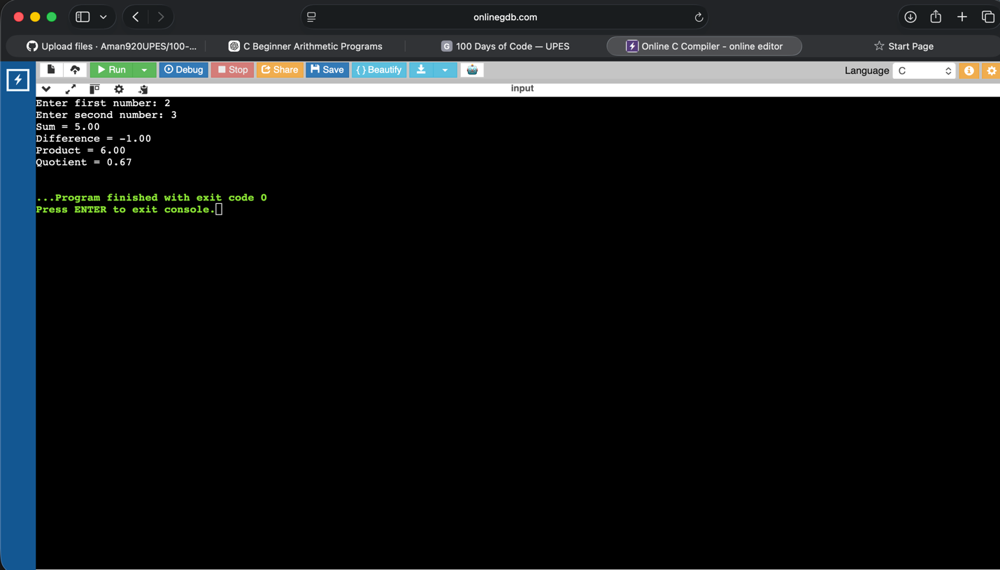 onlinegdb.com
Upload files · Aman920UPES/100-...
C Beginner Arithmetic Programs
G 100 Days of Code — UPES
Online C Compiler - online editor
Start Page
Run Debug Stop Share Save { } Beautify Language C
input
Enter first number: 2
Enter second number: 3
Sum = 5.00
Difference = -1.00
Product = 6.00
Quotient = 0.67
...Program finished with exit code 0
Press ENTER to exit console.